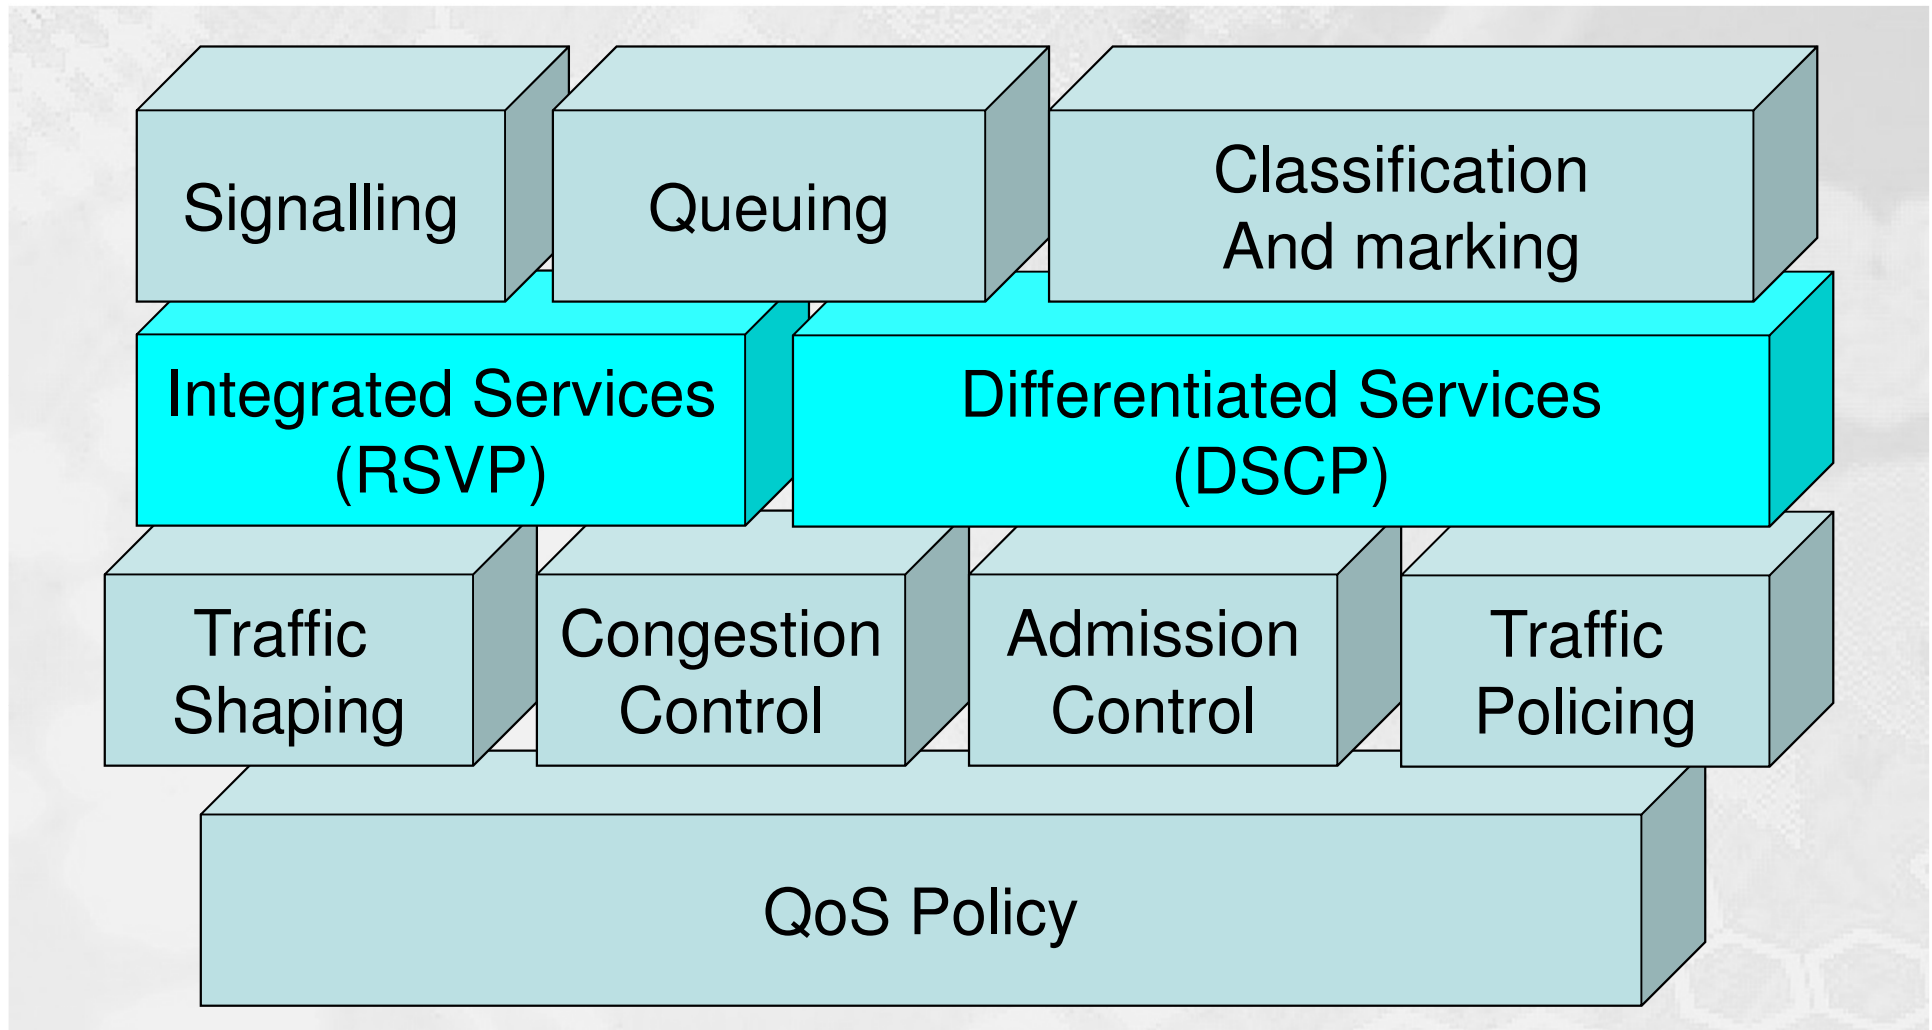 Signalling
Queuing
Classification
And marking
Integrated Services
(RSVP)
Differentiated Services
(DSCP)
Traffic
Shaping
Congestion
Control
Admission
Control
Traffic
Policing
QoS Policy